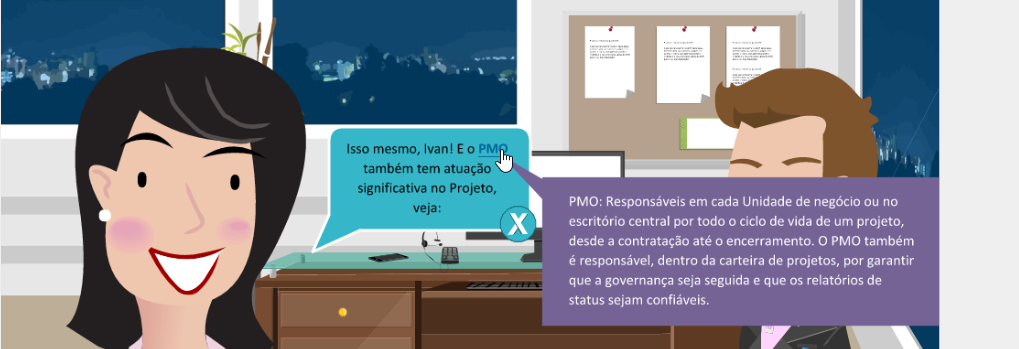 Isso mesmo, Ivan! E o PMO
também tem atuação
significativa no Projeto,
veja:
X
PMO: Responsáveis em cada Unidade de negócio ou no
escritório central por todo o ciclo de vida de um projeto,
desde a contratação até o encerramento. O PMO também
é responsável, dentro da carteira de projetos, por garantir
que a governança seja seguida e que os relatórios de
status sejam confiáveis.